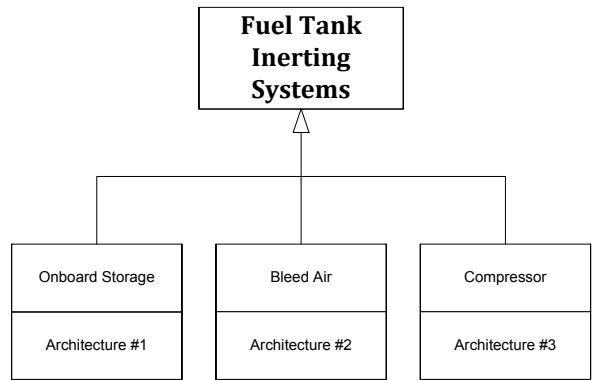 Fuel Tank
Inerting
Systems
Onboard Storage
Bleed Air
Compressor
Architecture #1
Architecture #2
Architecture #3